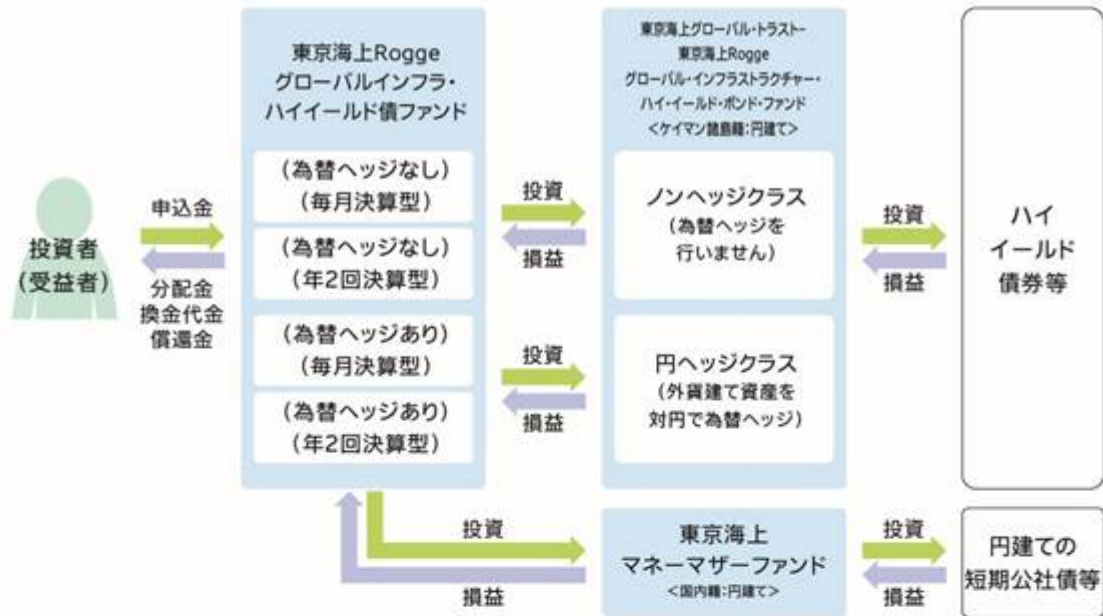 投資者
(受益者)
申込金
分配金
換金代金
償還金
東京海上Rogge
グローバルインフラ・
ハイイールド債ファンド
(為替ヘッジなし)
(毎月決算型)
(為替ヘッジなし)
(年2回決算型)
(為替ヘッジあり)
(毎月決算型)
(為替ヘッジあり)
(年2回決算型)
投資
損益
投資
損益
東京海上グローバル・トラスト-
東京海上Rogge
グローバル・インフラストラクチャー・
ハイ・イールド・ボンド・ファンド
<ケイマン諸島籍:円建て>
ノンヘッジクラス
(為替ヘッジを
行いません)
円ヘッジクラス
(外貨建て資産を
対円で為替ヘッジ)
投資
損益
ハイ
イールド
債券等
投資
損益
東京海上
マネーマザーファンド
<国内籍:円建て>
投資
損益
円建ての
短期公社債等